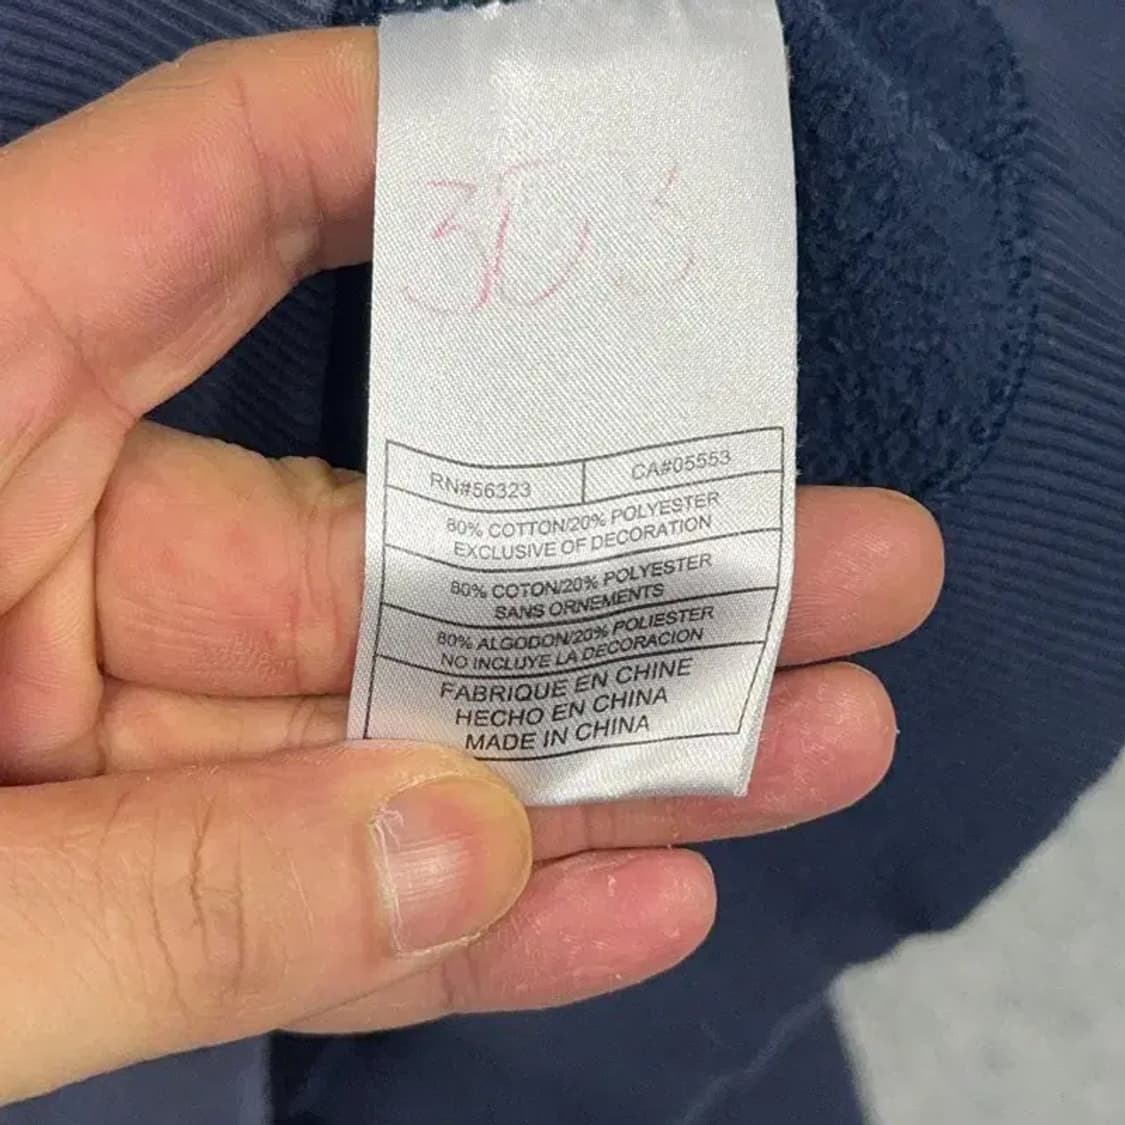 RN#56323 CA#05553
80% COTTON/20% POLYESTER
EXCLUSIVE OF DECORATION
80% COTON/20% POLYESTER
SANS ORNEMENTS
80% ALGODON/20% POLIESTER
NO INCLUYE LA DECORACION
FABRIQUE EN CHINE
HECHO EN CHINA
MADE IN CHINA